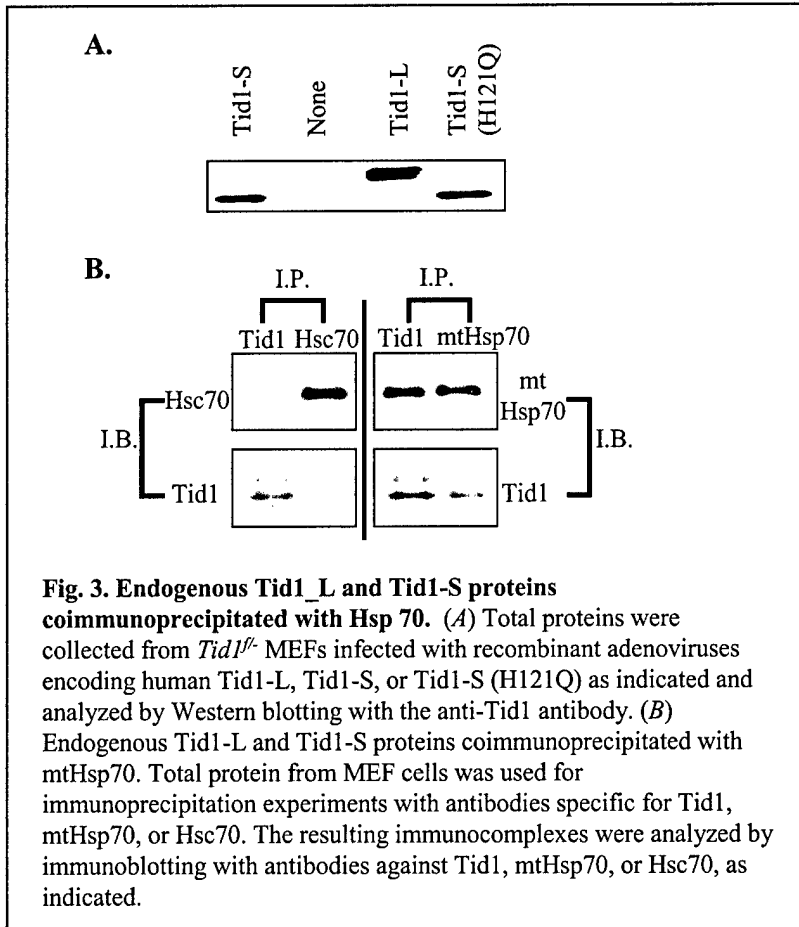 A.
Tid1-S
None
Tid1-L
Tid1-S
(H121Q)
B.
I.P.
I.P.
Tid1 Hsc70
Tid1 mtHsp70
Hsc70
mt
Hsp70
I.B.
I.B.
Tid1
Tid1
Fig. 3. Endogenous Tid1_L and Tid1-S proteins
coimmunoprecipitated with Hsp 70. (A) Total proteins were
collected from Tid1f/- MEFs infected with recombinant adenoviruses
encoding human Tid1-L, Tid1-S, or Tid1-S (H121Q) as indicated and
analyzed by Western blotting with the anti-Tid1 antibody. (B)
Endogenous Tid1-L and Tid1-S proteins coimmunoprecipitated with
mtHsp70. Total protein from MEF cells was used for
immunoprecipitation experiments with antibodies specific for Tid1,
mtHsp70, or Hsc70. The resulting immunocomplexes were analyzed by
immunoblotting with antibodies against Tid1, mtHsp70, or Hsc70, as
indicated.